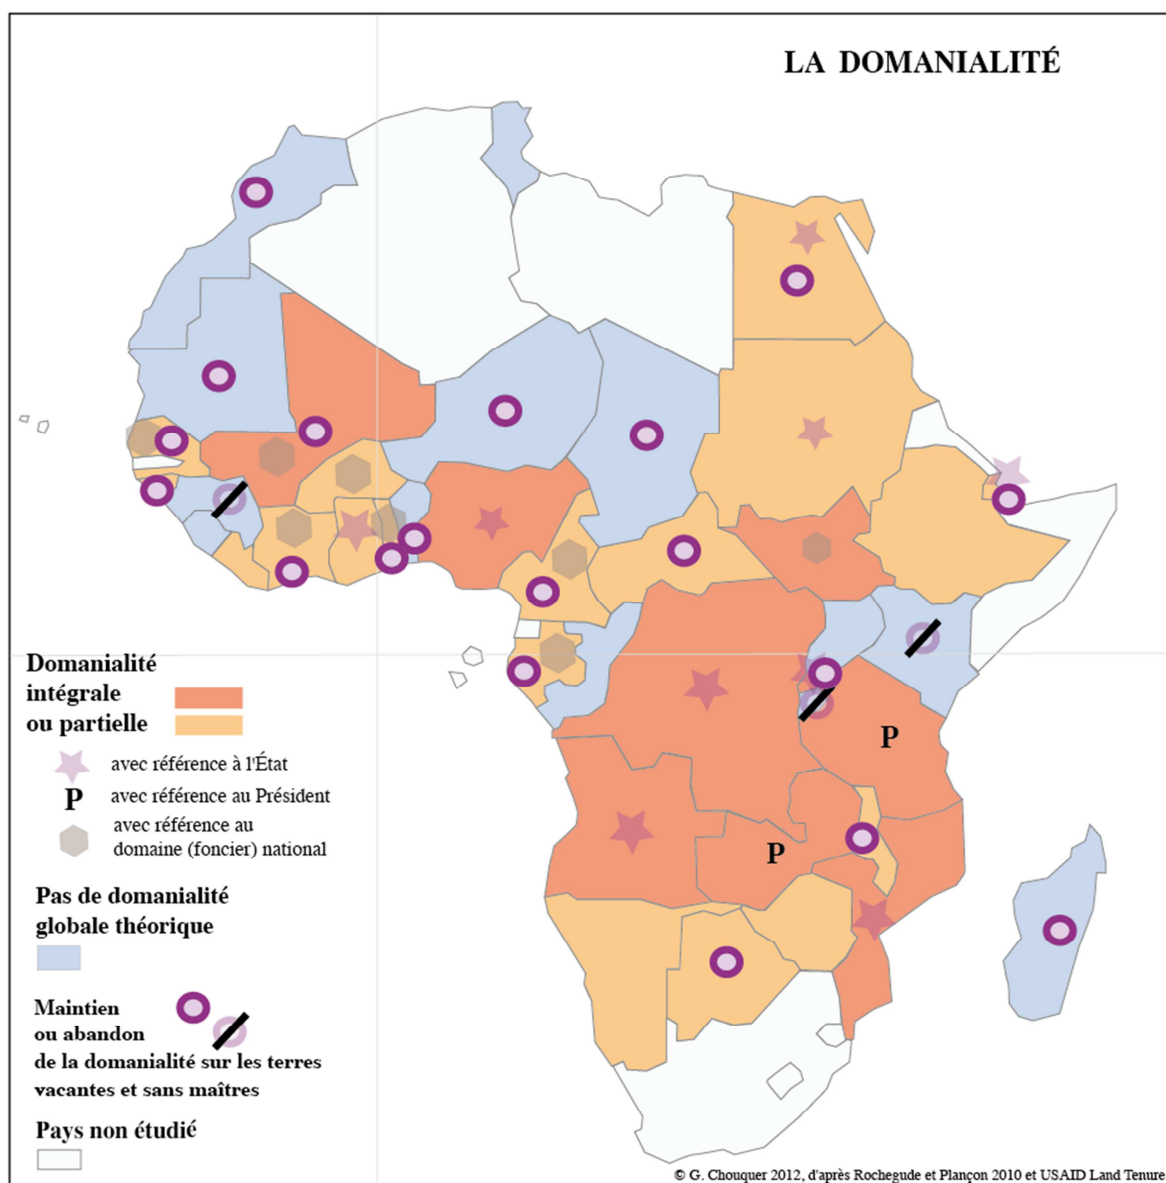 LA DOMANIALITÉ
P
P
Domanialité
intégrale
ou partielle
avec référence à l'État
P
avec référence au Président
avec référence au
domaine (foncier) national
Pas de domanialité
globale théorique
Maintien
ou abandon
de la domanialité sur les terres
vacantes et sans maîtres
Pays non étudié
© G. Chouquer 2012, d'après Rochegude et Plançon 2010 et USAID Land Tenure